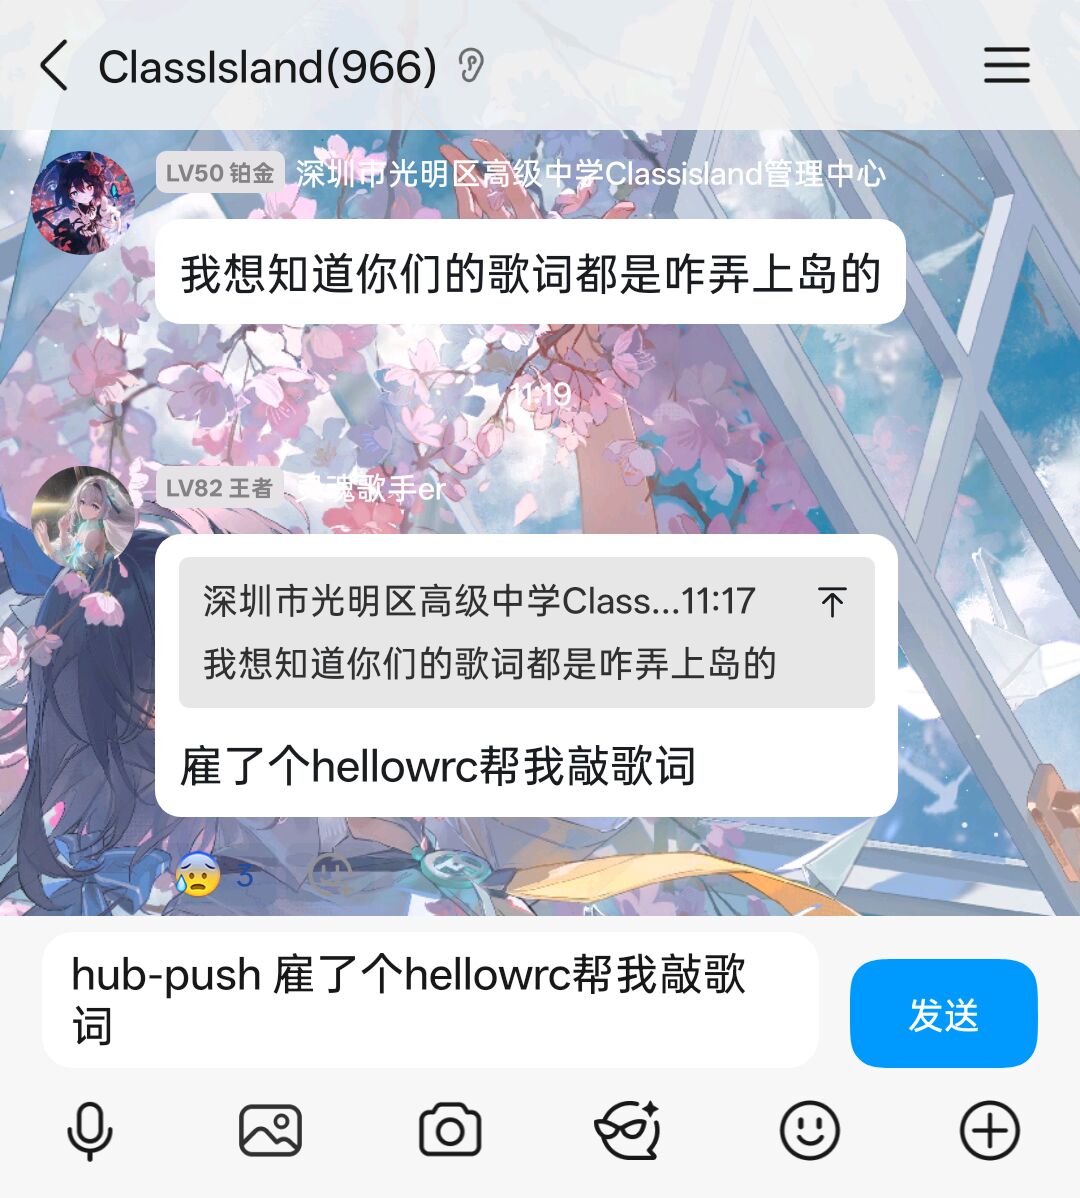 ClassIsland(966)
LV50 铂金 深圳市光明区高级中学Classisland管理中心
我想知道你们的歌词都是咋弄上岛的
11:19
LV82 王者 灵魂歌手er
深圳市光明区高级中学Class...11:17
我想知道你们的歌词都是咋弄上岛的
雇了个hellowrc帮我敲歌词
3
hub-push 雇了个hellowrc帮我敲歌
词
发送